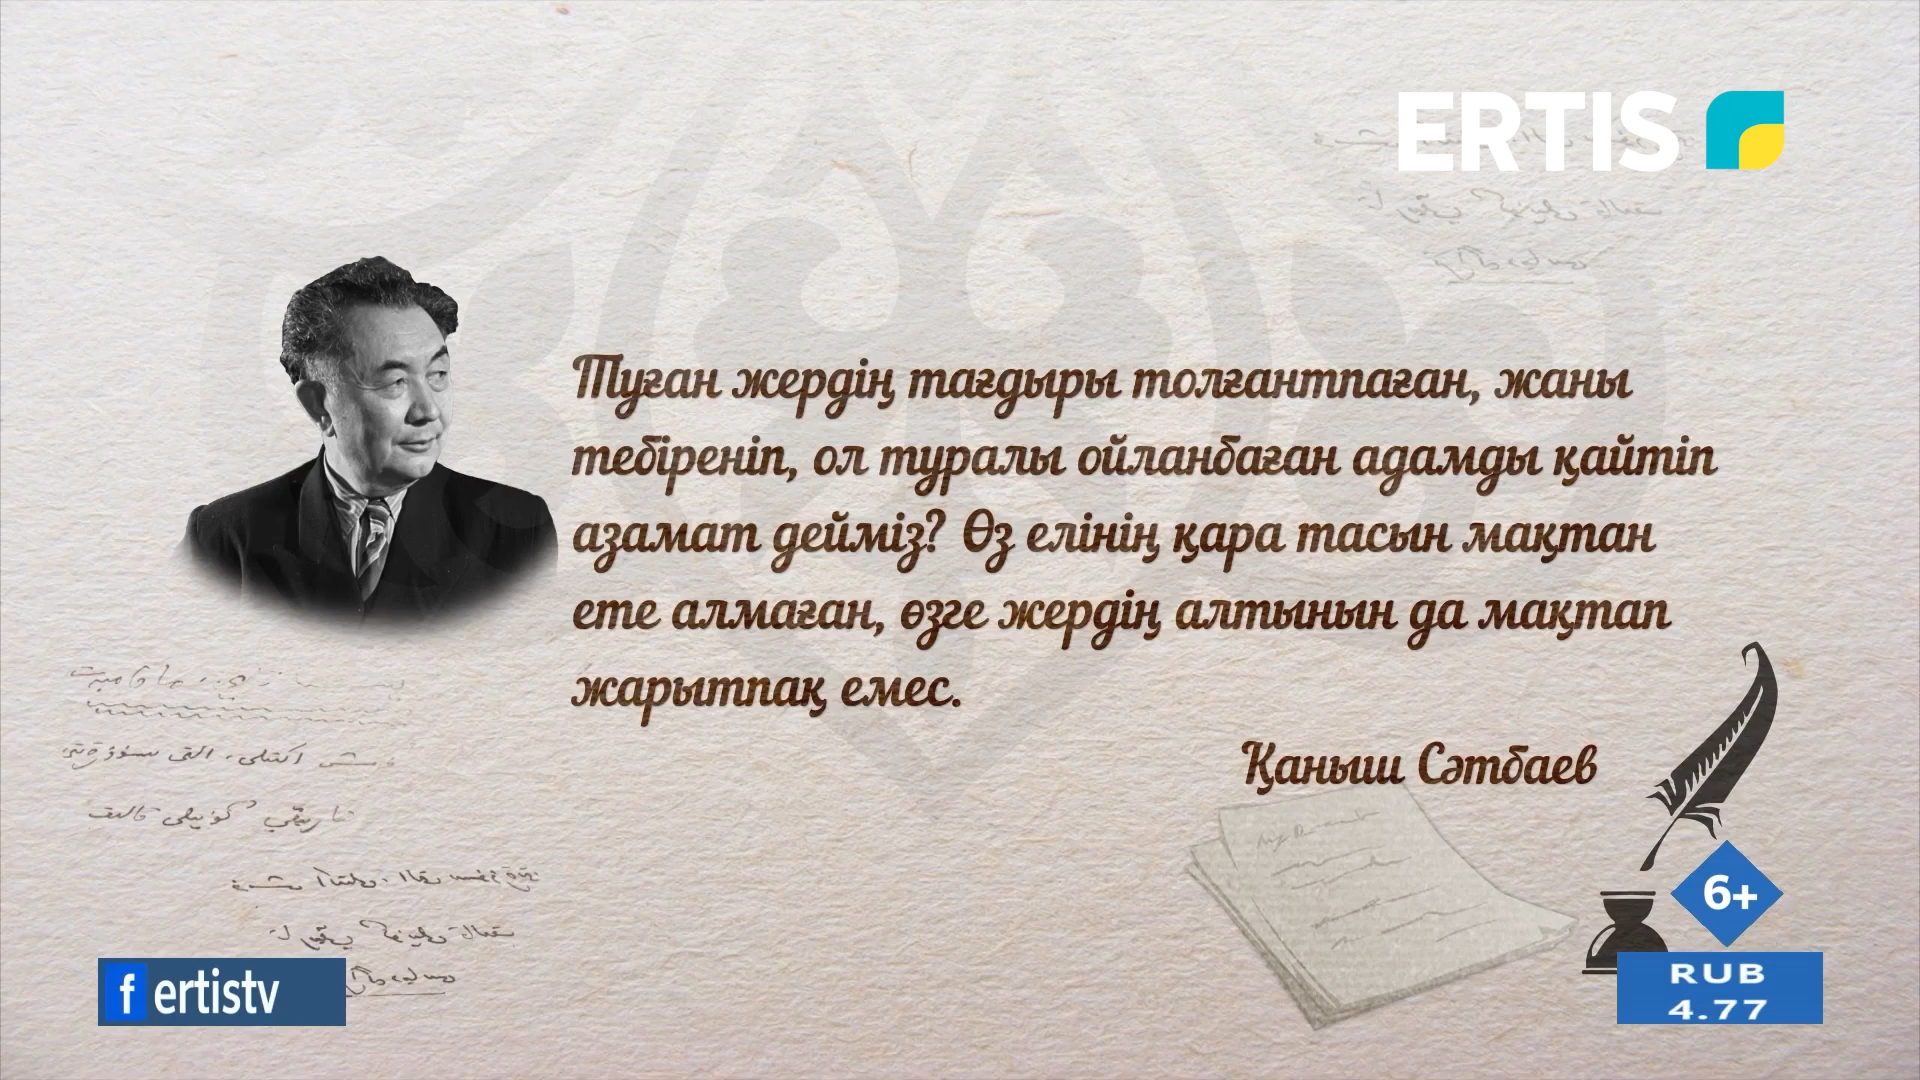 ERTIS
Туған жердің тағдыры толғантпаған, жаны
тебіреніп, ол туралы ойланбаған адамды қайтіп
азамат дейміз? Өз елінің қара тасын мақтан
ете алмаған, өзге жердің алтынын да мақтап
жарытпақ емес.
Қаныш Сәтбаев
6+
f ertistv
RUB
4.77